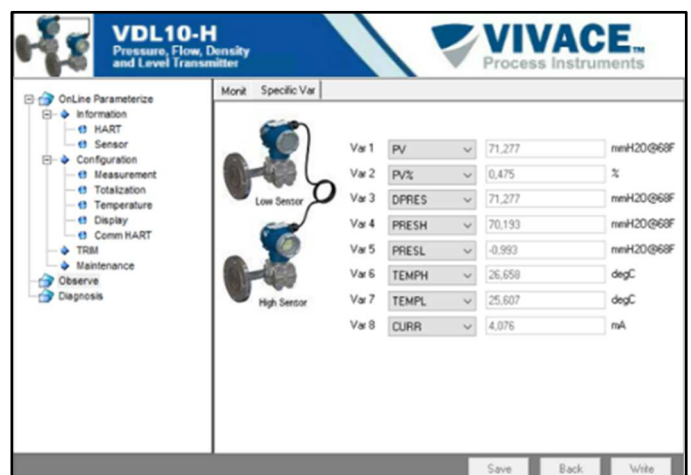 VDL10-H
Pressure, Flow, Density
and Level Transmitter
VIVACE TM
Process Instruments
OnLine Parameterize
Information
HART
Sensor
Configuration
Measurement
Totalization
Temperature
Display
Comm HART
TRIM
Maintenance
Observe
Diagnosis
Monit Specific Var
Low Sensor
High Sensor
Var 1 PV 71,277 mmH2O@68F
Var 2 PV% 0,475 %
Var 3 DPRES 71,277 mmH2O@68F
Var 4 PRESH 70,193 mmH2O@68F
Var 5 PRESL -0,993 mmH2O@68F
Var 6 TEMPH 26,658 degC
Var 7 TEMPL 25,607 degC
Var 8 CURR 4,076 mA
Save Back Write